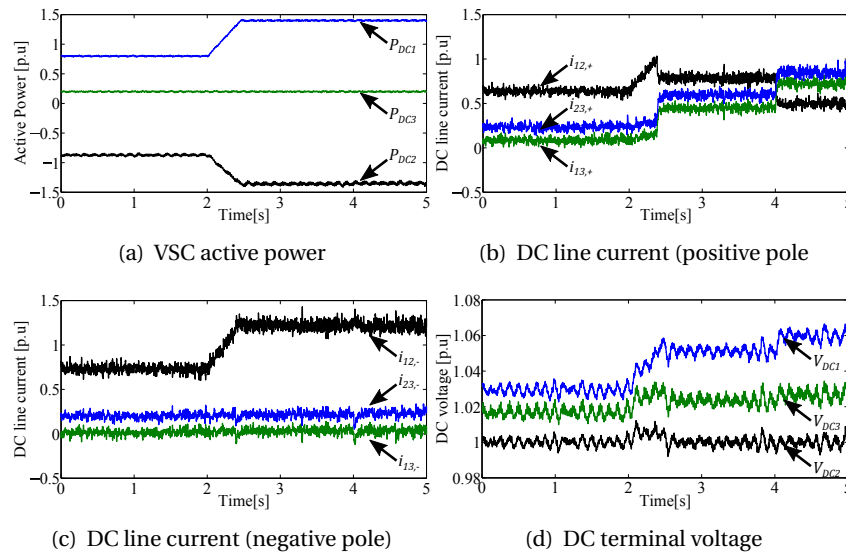 1.5
1
0.5
0
−0.5
−1
−1.5
Active Power [p.u]
P_DC1
P_DC3
P_DC2
0 1 2 3 4 5
Time[s]
(a) VSC active power
1.5
1
0.5
0
−0.5
DC line current [p.u]
i_12,+
i_23,+
i_13,+
0 1 2 3 4 5
Time[s]
(b) DC line current (positive pole
1.5
1
0.5
0
−0.5
DC line current [p.u]
i_12,-
i_23,-
i_13,-
0 1 2 3 4 5
Time[s]
(c) DC line current (negative pole)
1.08
1.06
1.04
1.02
1
0.98
DC voltage [p.u]
V_DC1
V_DC3
V_DC2
0 1 2 3 4 5
Time[s]
(d) DC terminal voltage